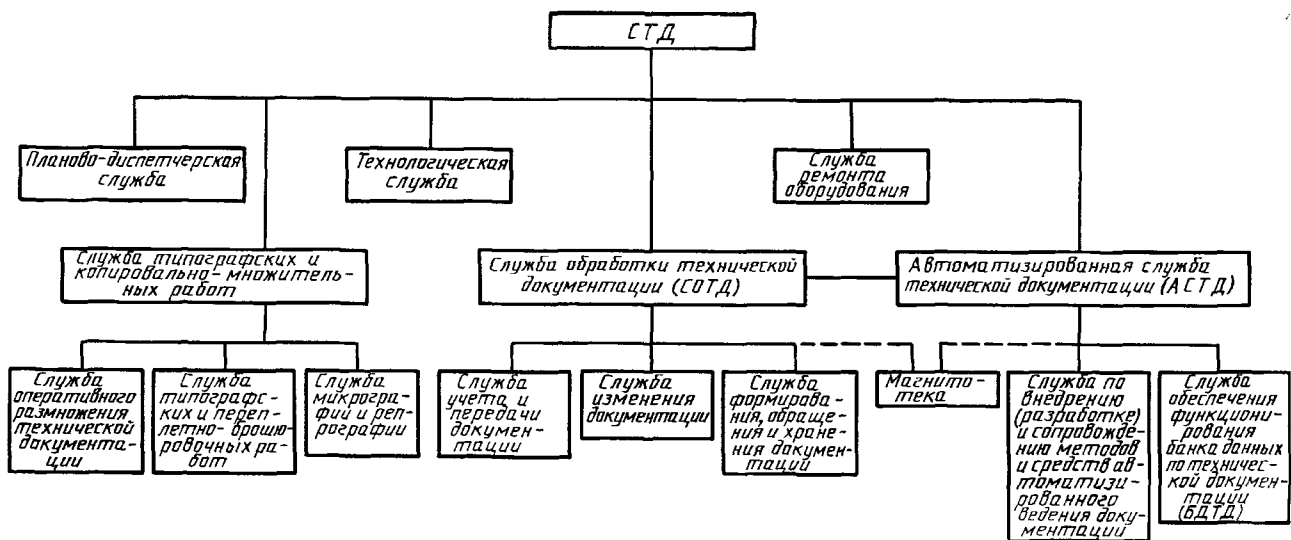 СТД
Планово-диспетчерская
служба
Технологическая
служба
Служба
ремонта
оборудования
Служба типографских и
копировально-множитель-
ных работ
Служба обработки технической
документации (СОТД)
Автоматизированная служба
технической документации (АСТД)
Служба
оперативного
размножения
технической
документа-
ции
Служба
типограф-
ских и переп-
летно-брошю-
ровочных ра-
бот
Служба
микрогра-
фий и реп-
рографии
Служба
учета и
передачи
докумен-
тации
Служба
изменения
документации
Служба
формирова-
ния, обраще-
ния и хране-
ния докумен-
таций
Магнито-
тека
Служба по
внедрению
(разработке)
и сопровожде-
нию методов
и средств ав-
томатизи-
рованного
ведения доку-
ментаций
Служба
обеспечения
функциони-
рования
банка данных
по техничес-
кой докумен-
тации
(БДТД)